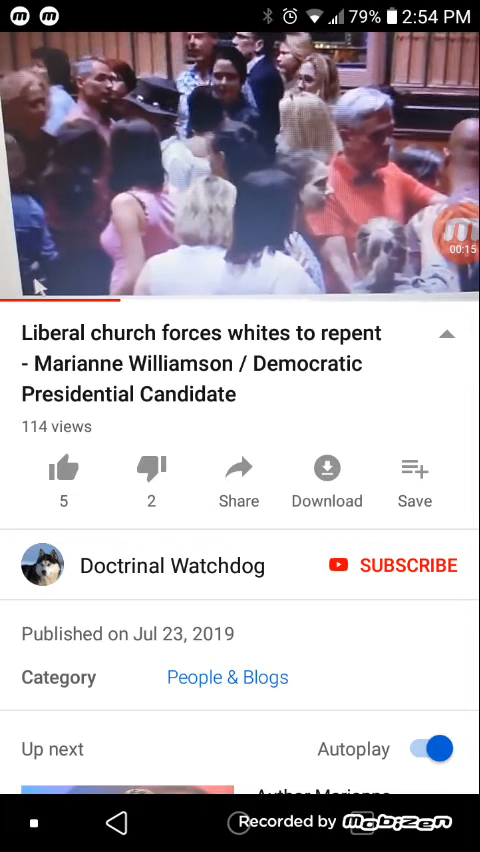 79% 2:54 PM
00:15
Liberal church forces whites to repent
- Marianne Williamson / Democratic
Presidential Candidate
114 views
5 2 Share Download Save
Doctrinal Watchdog SUBSCRIBE
Published on Jul 23, 2019
Category People & Blogs
Up next Autoplay
Author Marianne
Recorded by Mobizen